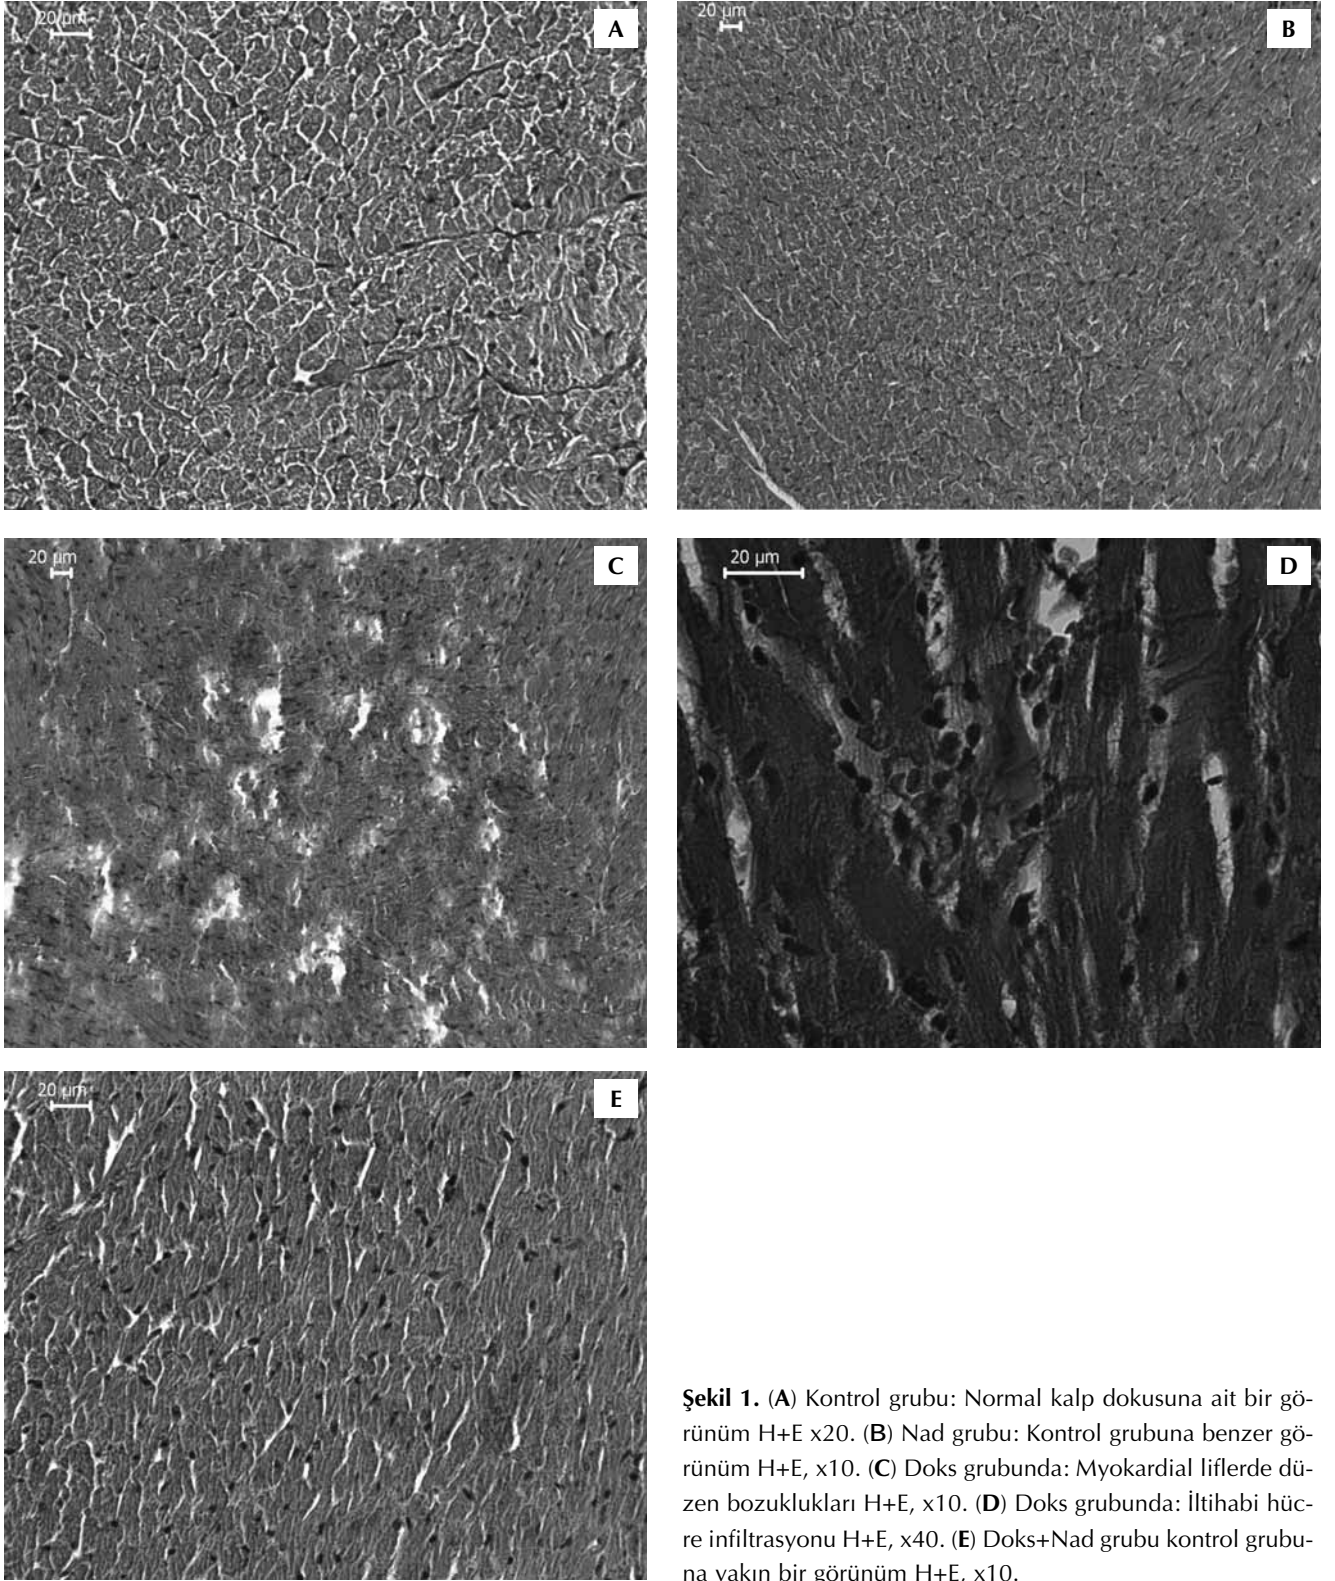 20 µm
A
20 µm
B
20 µm
C
20 µm
D
20 µm
E
Şekil 1. (A) Kontrol grubu: Normal kalp dokusuna ait bir gö-
rünüm H+E x20. (B) Nad grubu: Kontrol grubuna benzer gö-
rünüm H+E, x10. (C) Doks grubunda: Myokardial liflerde dü-
zen bozuklukları H+E, x10. (D) Doks grubunda: İltihabi hüc-
re infiltrasyonu H+E, x40. (E) Doks+Nad grubu kontrol grubu-
na yakın bir görünüm H+E, x10.